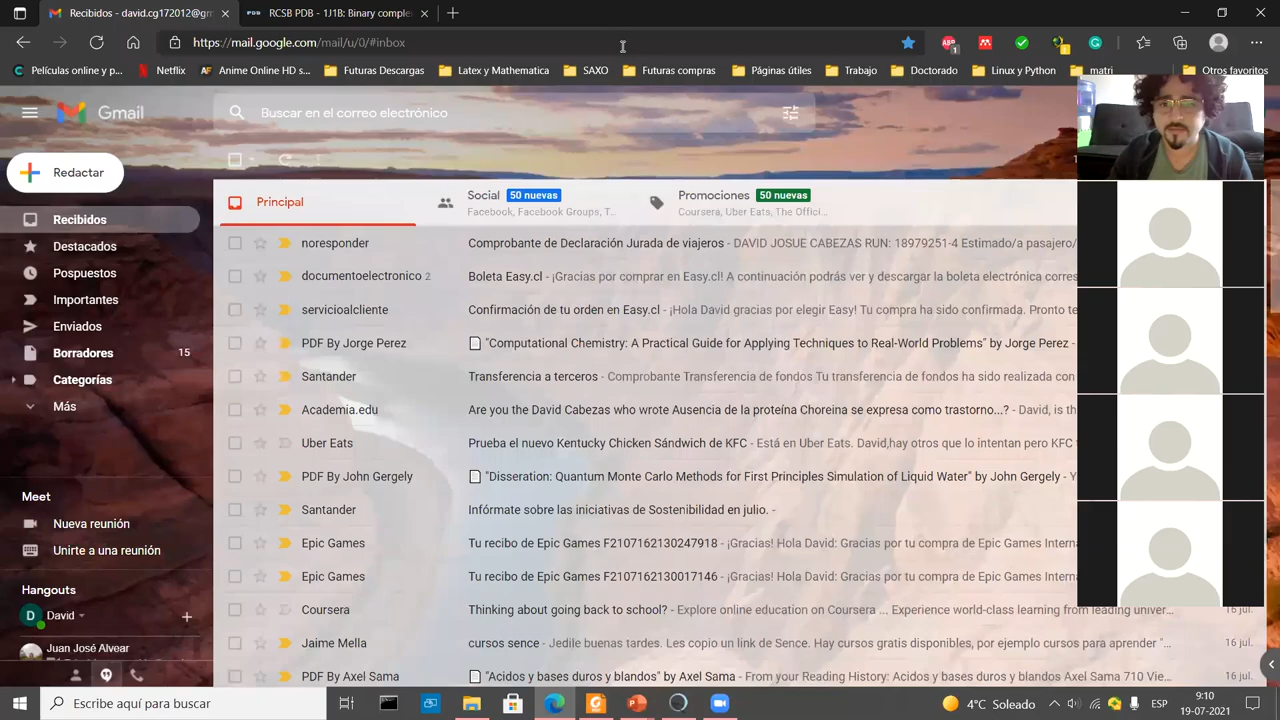 Recibidos - david.cg172012@gm
RCSB PDB - 1J1B: Binary comple
https://mail.google.com/mail/u/0/#inbox
Películas online y p...
Netflix
Anime Online HD s...
Futuras Descargas
Latex y Mathematica
SAXO
Futuras compras
Páginas útiles
Trabajo
Doctorado
Linux y Python
matri
Otros favoritos
Gmail
Buscar en el correo electrónico
Redactar
Principal
Social 50 nuevas
Facebook, Facebook Groups, T...
Promociones 50 nuevas
Coursera, Uber Eats, The Offici...
Recibidos
Destacados
Pospuestos
Importantes
Enviados
Borradores 15
Categorías
Más
noresponder Comprobante de Declaración Jurada de viajeros - DAVID JOSUE CABEZAS RUN: 18979251-4 Estimado/a pasajero/
documentoelectronico 2 Boleta Easy.cl - ¡Gracias por comprar en Easy.cl! A continuación podrás ver y descargar la boleta electrónica corres
servicioalcliente Confirmación de tu orden en Easy.cl - ¡Hola David gracias por elegir Easy! Tu compra ha sido confirmada. Pronto te
PDF By Jorge Perez "Computational Chemistry: A Practical Guide for Applying Techniques to Real-World Problems" by Jorge Perez -
Santander Transferencia a terceros - Comprobante Transferencia de fondos Tu transferencia de fondos ha sido realizada con
Academia.edu Are you the David Cabezas who wrote Ausencia de la proteína Choreina se expresa como trastorno...? - David, is th
Uber Eats Prueba el nuevo Kentucky Chicken Sándwich de KFC - Está en Uber Eats. David,hay otros que lo intentan pero KFC
PDF By John Gergely "Disseration: Quantum Monte Carlo Methods for First Principles Simulation of Liquid Water" by John Gergely - Y
Santander Infórmate sobre las iniciativas de Sostenibilidad en julio. -
Epic Games Tu recibo de Epic Games F2107162130247918 - ¡Gracias! Hola David: Gracias por tu compra de Epic Games Interna
Epic Games Tu recibo de Epic Games F2107162130017146 - ¡Gracias! Hola David: Gracias por tu compra de Epic Games Interna
Coursera Thinking about going back to school? - Explore online education on Coursera ... Experience world-class learning from leading univer... 16 jul.
Jaime Mella cursos sence - Jedile buenas tardes. Les copio un link de Sence. Hay cursos gratis disponibles, por ejemplo cursos para aprender "... 16 jul.
PDF By Axel Sama "Acidos y bases duros y blandos" by Axel Sama - From your Reading History: Acidos y bases duros y blandos Axel Sama 710 Vie... 16 jul.
Meet
Nueva reunión
Unirte a una reunión
Hangouts
D David
Juan José Alvear
Escribe aquí para buscar
4°C Soleado
ESP
9:10
19-07-2021